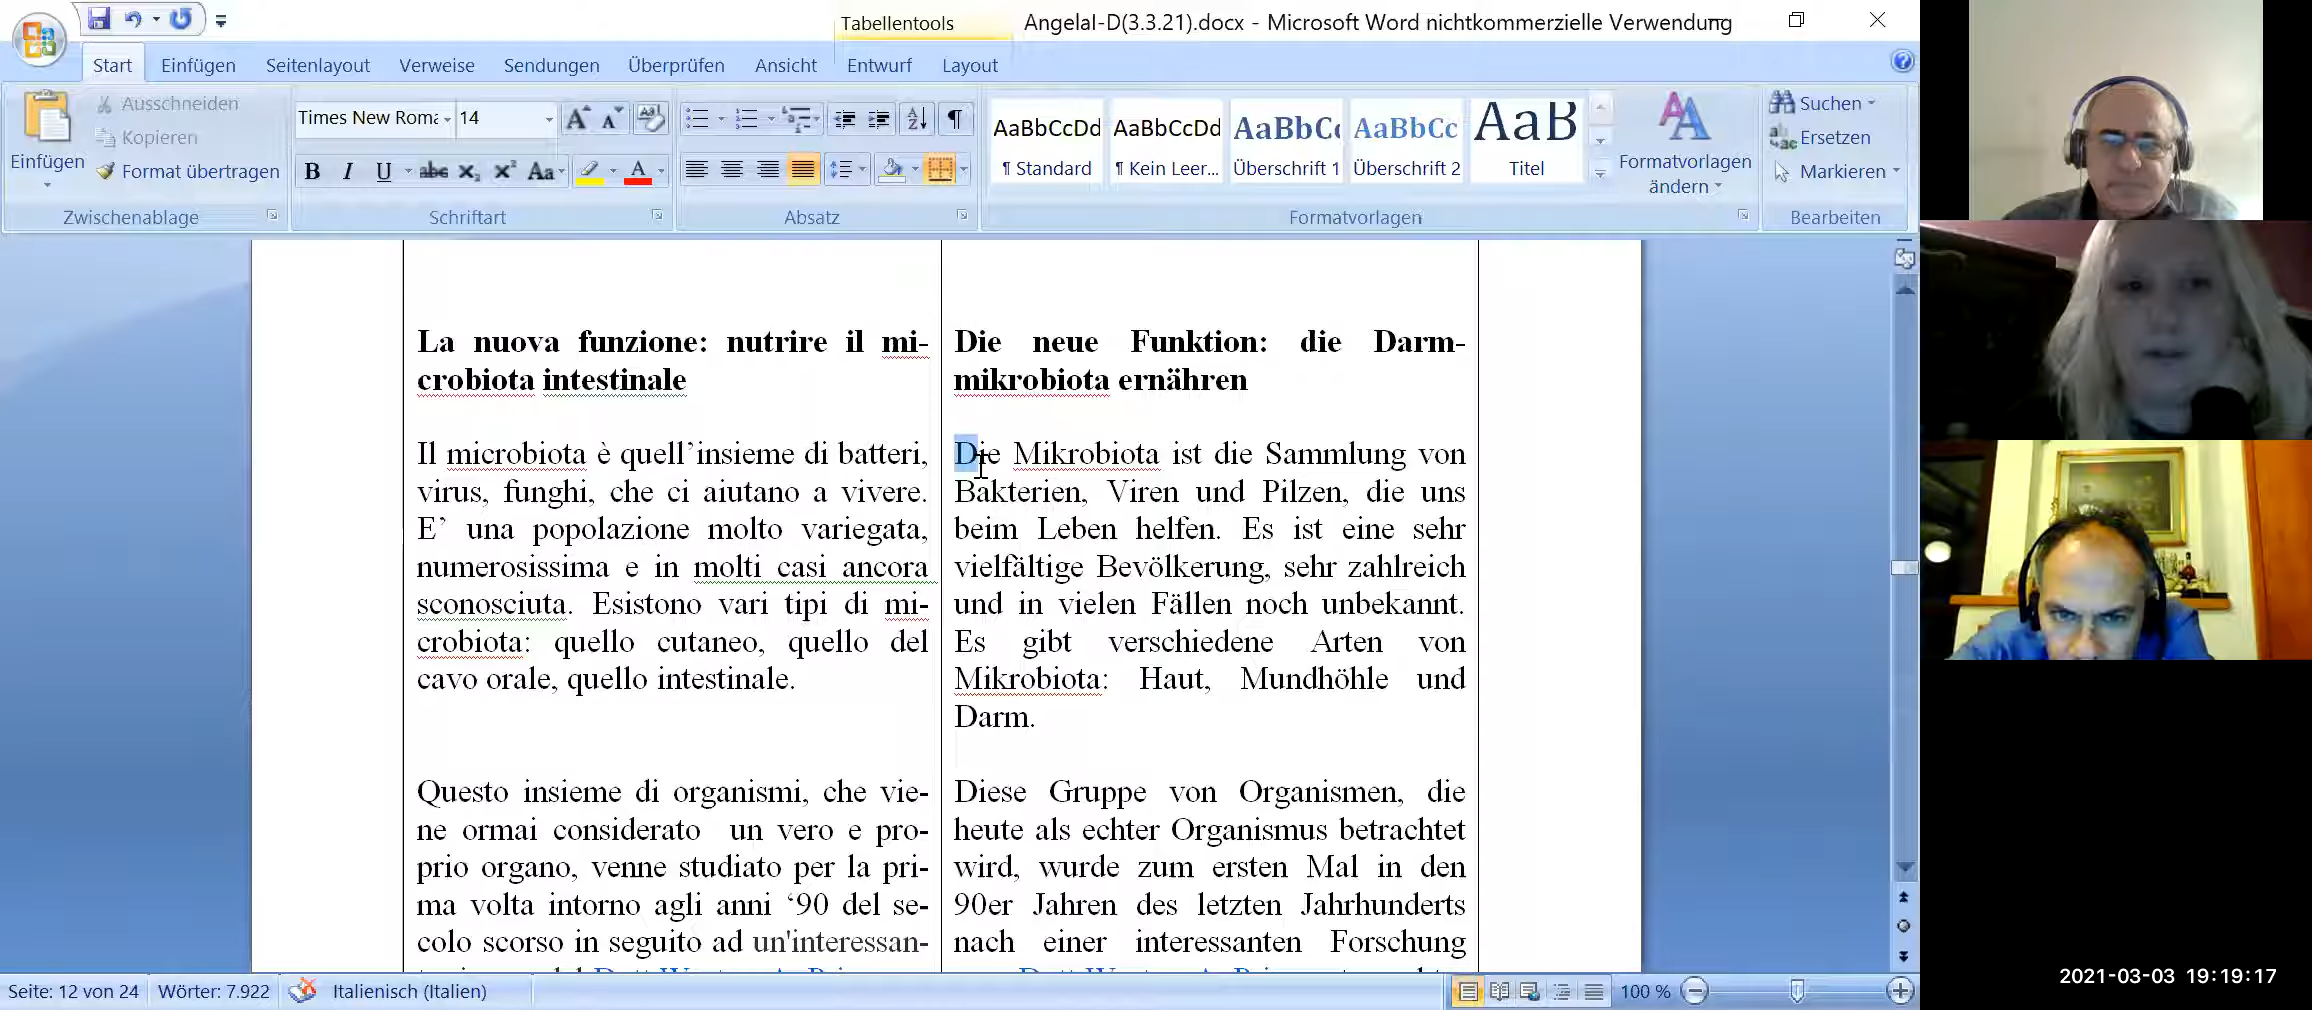 Tabellentools
AngelaI-D(3.3.21).docx - Microsoft Word nichtkommerzielle Verwendung
Start Einfügen Seitenlayout Verweise Sendungen Überprüfen Ansicht Entwurf Layout
Einfügen
Ausschneiden
Kopieren
Format übertragen
Zwischenablage
Times New Roma 14
Schriftart
Absatz
AaBbCcDd AaBbCcDd AaBbC AaBbCc AaB
¶ Standard ¶ Kein Leer... Überschrift 1 Überschrift 2 Titel
Formatvorlagen ändern
Formatvorlagen
Suchen
Ersetzen
Markieren
Bearbeiten
La nuova funzione: nutrire il mi-
crobiota intestinale
Il microbiota è quell’insieme di batteri,
virus, funghi, che ci aiutano a vivere.
E’ una popolazione molto variegata,
numerosissima e in molti casi ancora
sconosciuta. Esistono vari tipi di mi-
crobiota: quello cutaneo, quello del
cavo orale, quello intestinale.
Questo insieme di organismi, che vie-
ne ormai considerato un vero e pro-
prio organo, venne studiato per la pri-
ma volta intorno agli anni ‘90 del se-
colo scorso in seguito ad un'interessan-
Die neue Funktion: die Darm-
mikrobiota ernähren
Die Mikrobiota ist die Sammlung von
Bakterien, Viren und Pilzen, die uns
beim Leben helfen. Es ist eine sehr
vielfältige Bevölkerung, sehr zahlreich
und in vielen Fällen noch unbekannt.
Es gibt verschiedene Arten von
Mikrobiota: Haut, Mundhöhle und
Darm.
Diese Gruppe von Organismen, die
heute als echter Organismus betrachtet
wird, wurde zum ersten Mal in den
90er Jahren des letzten Jahrhunderts
nach einer interessanten Forschung
Seite: 12 von 24 Wörter: 7.922 Italienisch (Italien) 100 %
2021-03-03 19:19:17